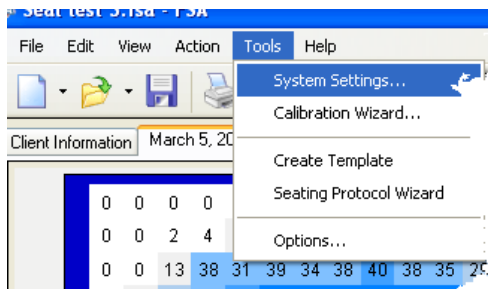 Seat test 3.fsa - FSA
File Edit View Action Tools Help
System Settings...
Calibration Wizard...
Client Information March 5, 20
Create Template
Seating Protocol Wizard
Options...
0 0 0 0
0 0 2 4
0 0 13 38 31 39 34 38 40 38 35 29